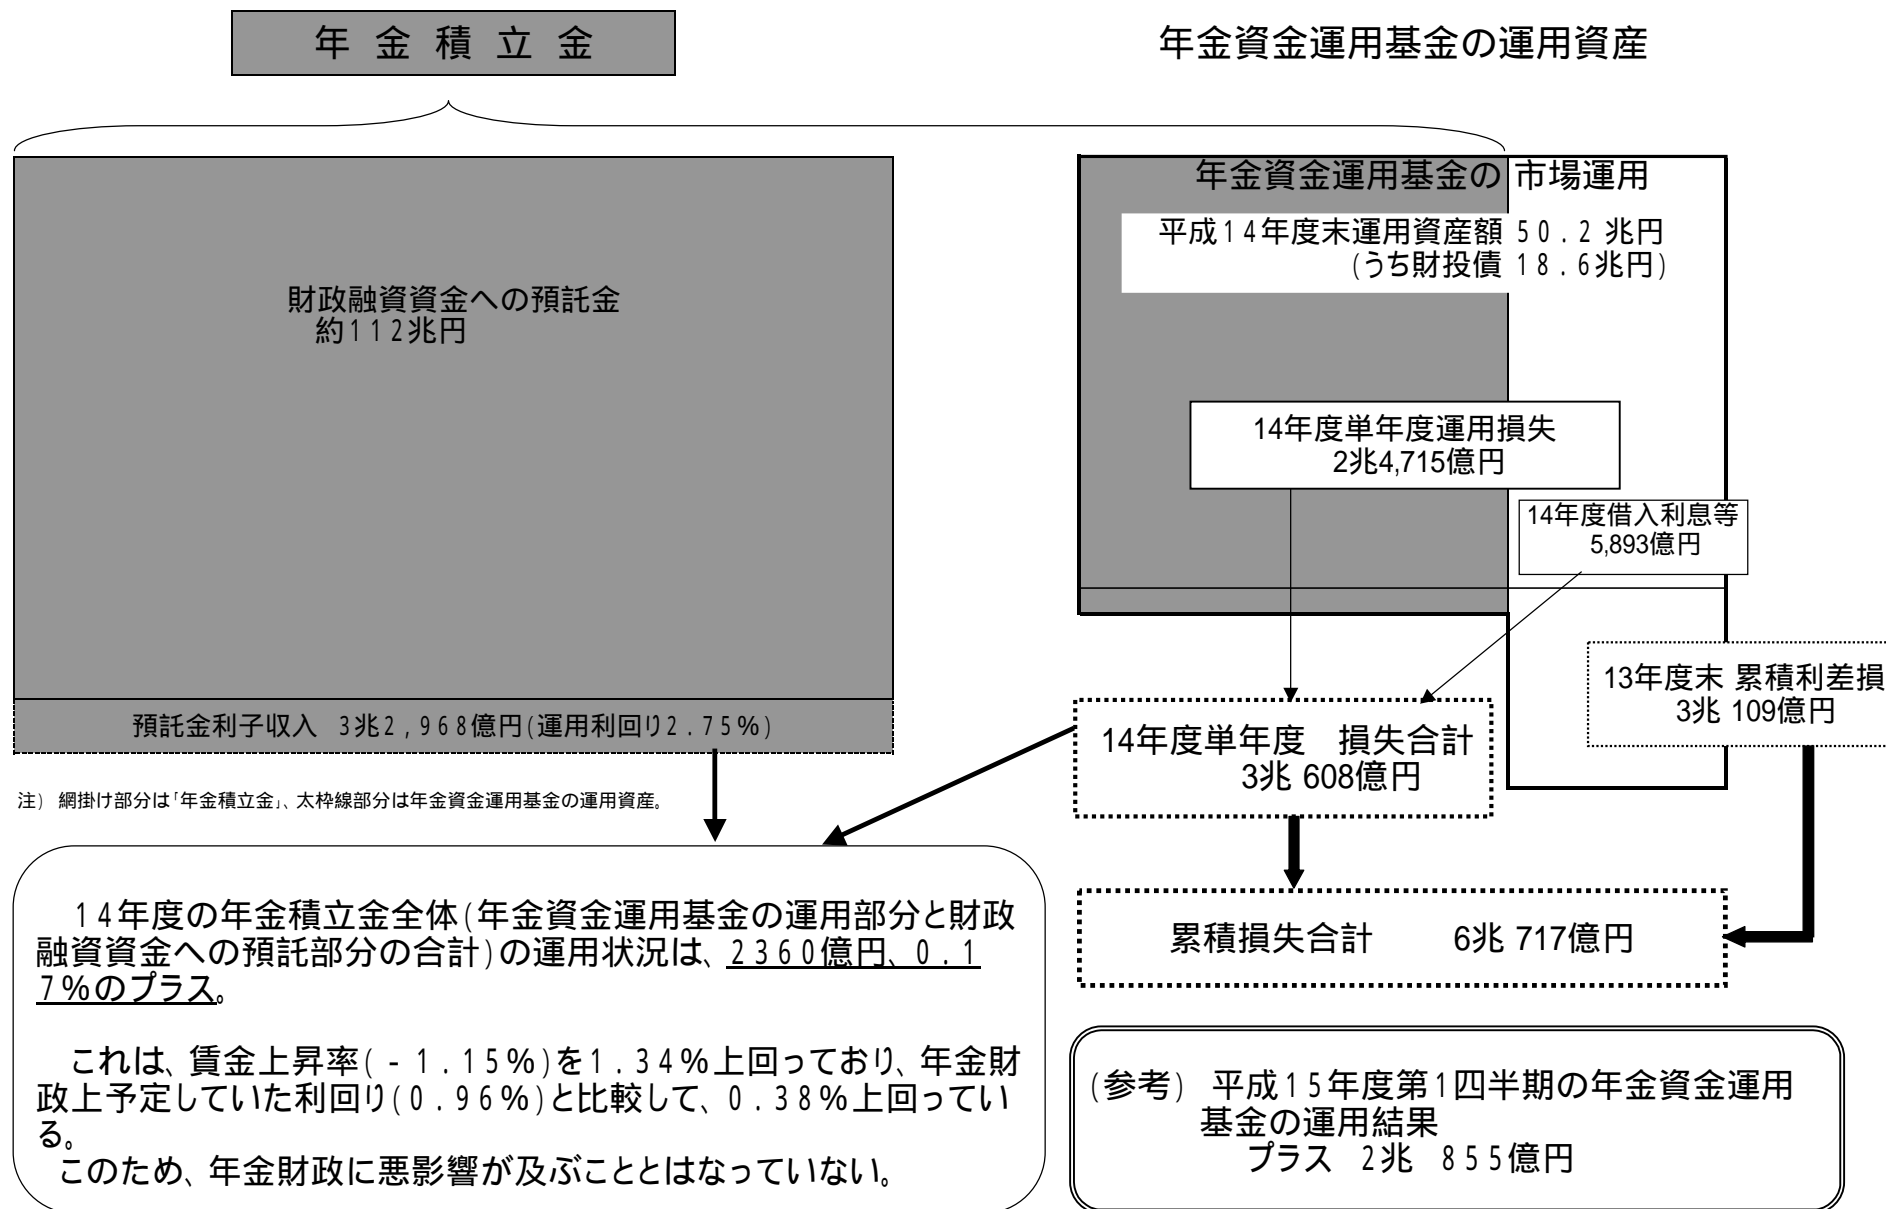 年 金 積 立 金
年金資金運用基金の運用資産
財政融資資金への預託金
約112兆円
預託金利子収入 3兆2,968億円(運用利回り2.75%)
注) 網掛け部分は「年金積立金」、太枠線部分は年金資金運用基金の運用資産。
年金資金運用基金の 市場運用
平成14年度末運用資産額 50.2 兆円
(うち財投債 18.6兆円)
14年度単年度運用損失
2兆4,715億円
14年度借入利息等
5,893億円
13年度末 累積利差損
3兆 109億円
14年度単年度 損失合計
3兆 608億円
累積損失合計 6兆 717億円
14年度の年金積立金全体(年金資金運用基金の運用部分と財政
融資資金への預託部分の合計)の運用状況は、2360億円、0.1
7%のプラス。
これは、賃金上昇率(-1.15%)を1.34%上回っており、年金財
政上予定していた利回り(0.96%)と比較して、0.38%上回ってい
る。
このため、年金財政に悪影響が及ぶこととはなっていない。
(参考) 平成15年度第1四半期の年金資金運用
基金の運用結果
プラス 2兆 855億円